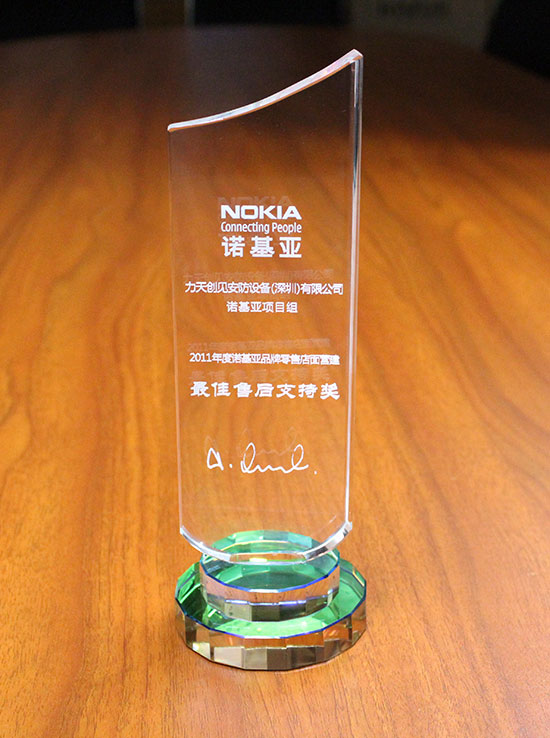 NOKIA
Connecting People
诺基亚
力天创见安防设备(深圳)有限公司
诺基亚项目组
2011年度诺基亚品牌零售店面营建
最佳售后支持奖